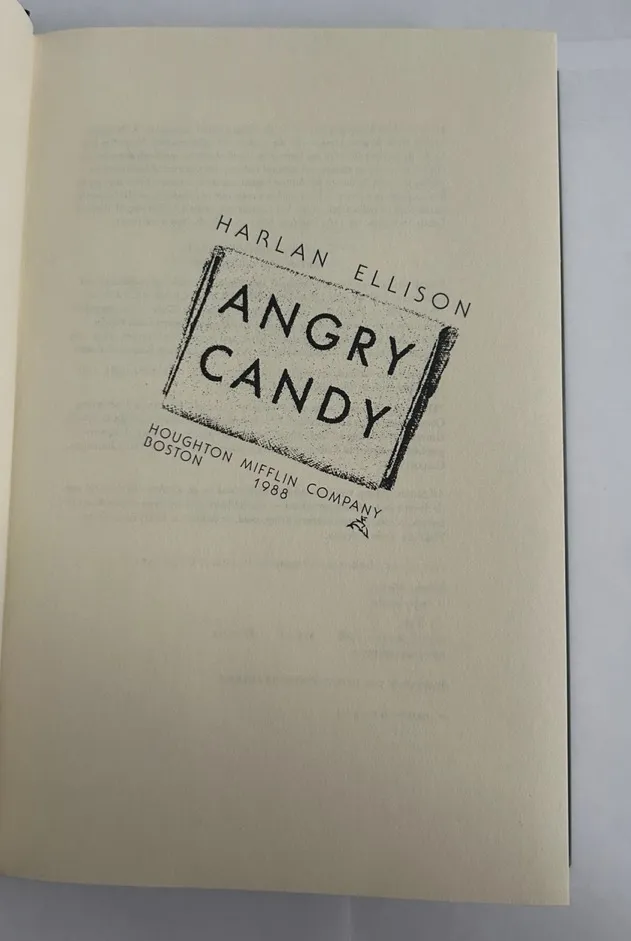 HARLAN ELLISON
ANGRY
CANDY
HOUGHTON MIFFLIN COMPANY
BOSTON 1988